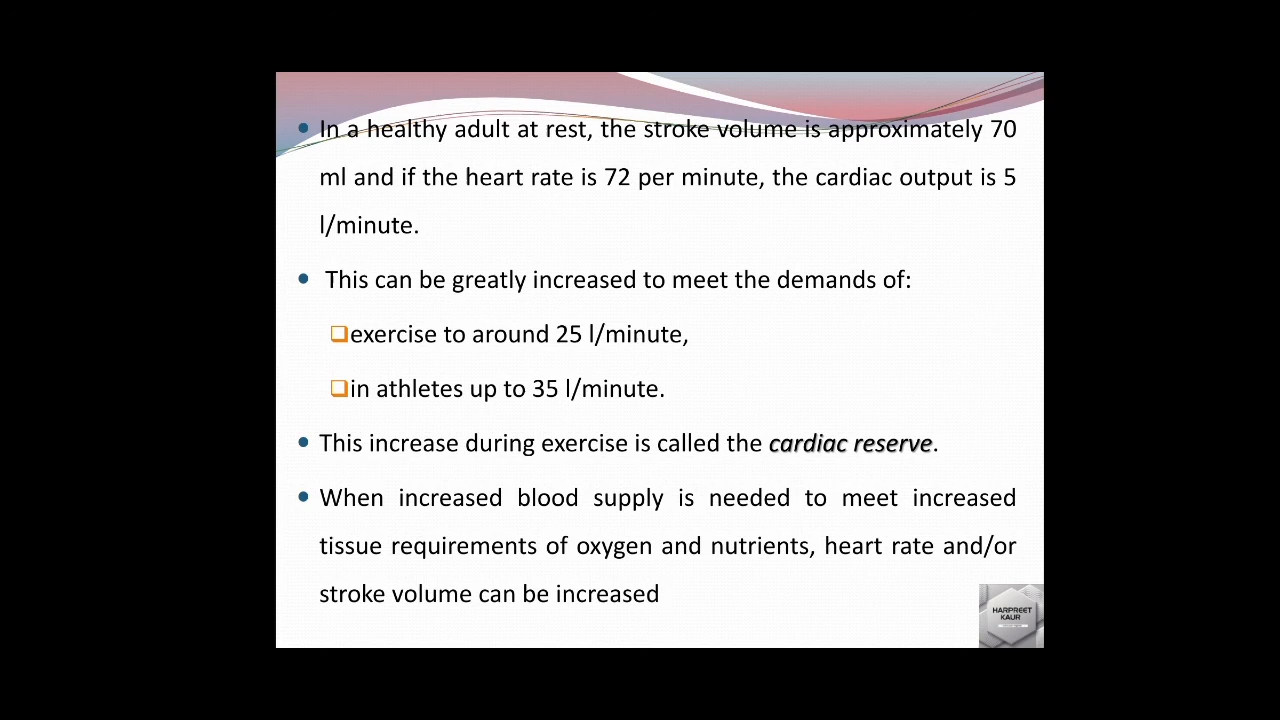 • In a healthy adult at rest, the stroke volume is approximately 70
ml and if the heart rate is 72 per minute, the cardiac output is 5
l/minute.
• This can be greatly increased to meet the demands of:
❑exercise to around 25 l/minute,
❑in athletes up to 35 l/minute.
• This increase during exercise is called the cardiac reserve.
• When increased blood supply is needed to meet increased
tissue requirements of oxygen and nutrients, heart rate and/or
stroke volume can be increased
HARPREET
KAUR